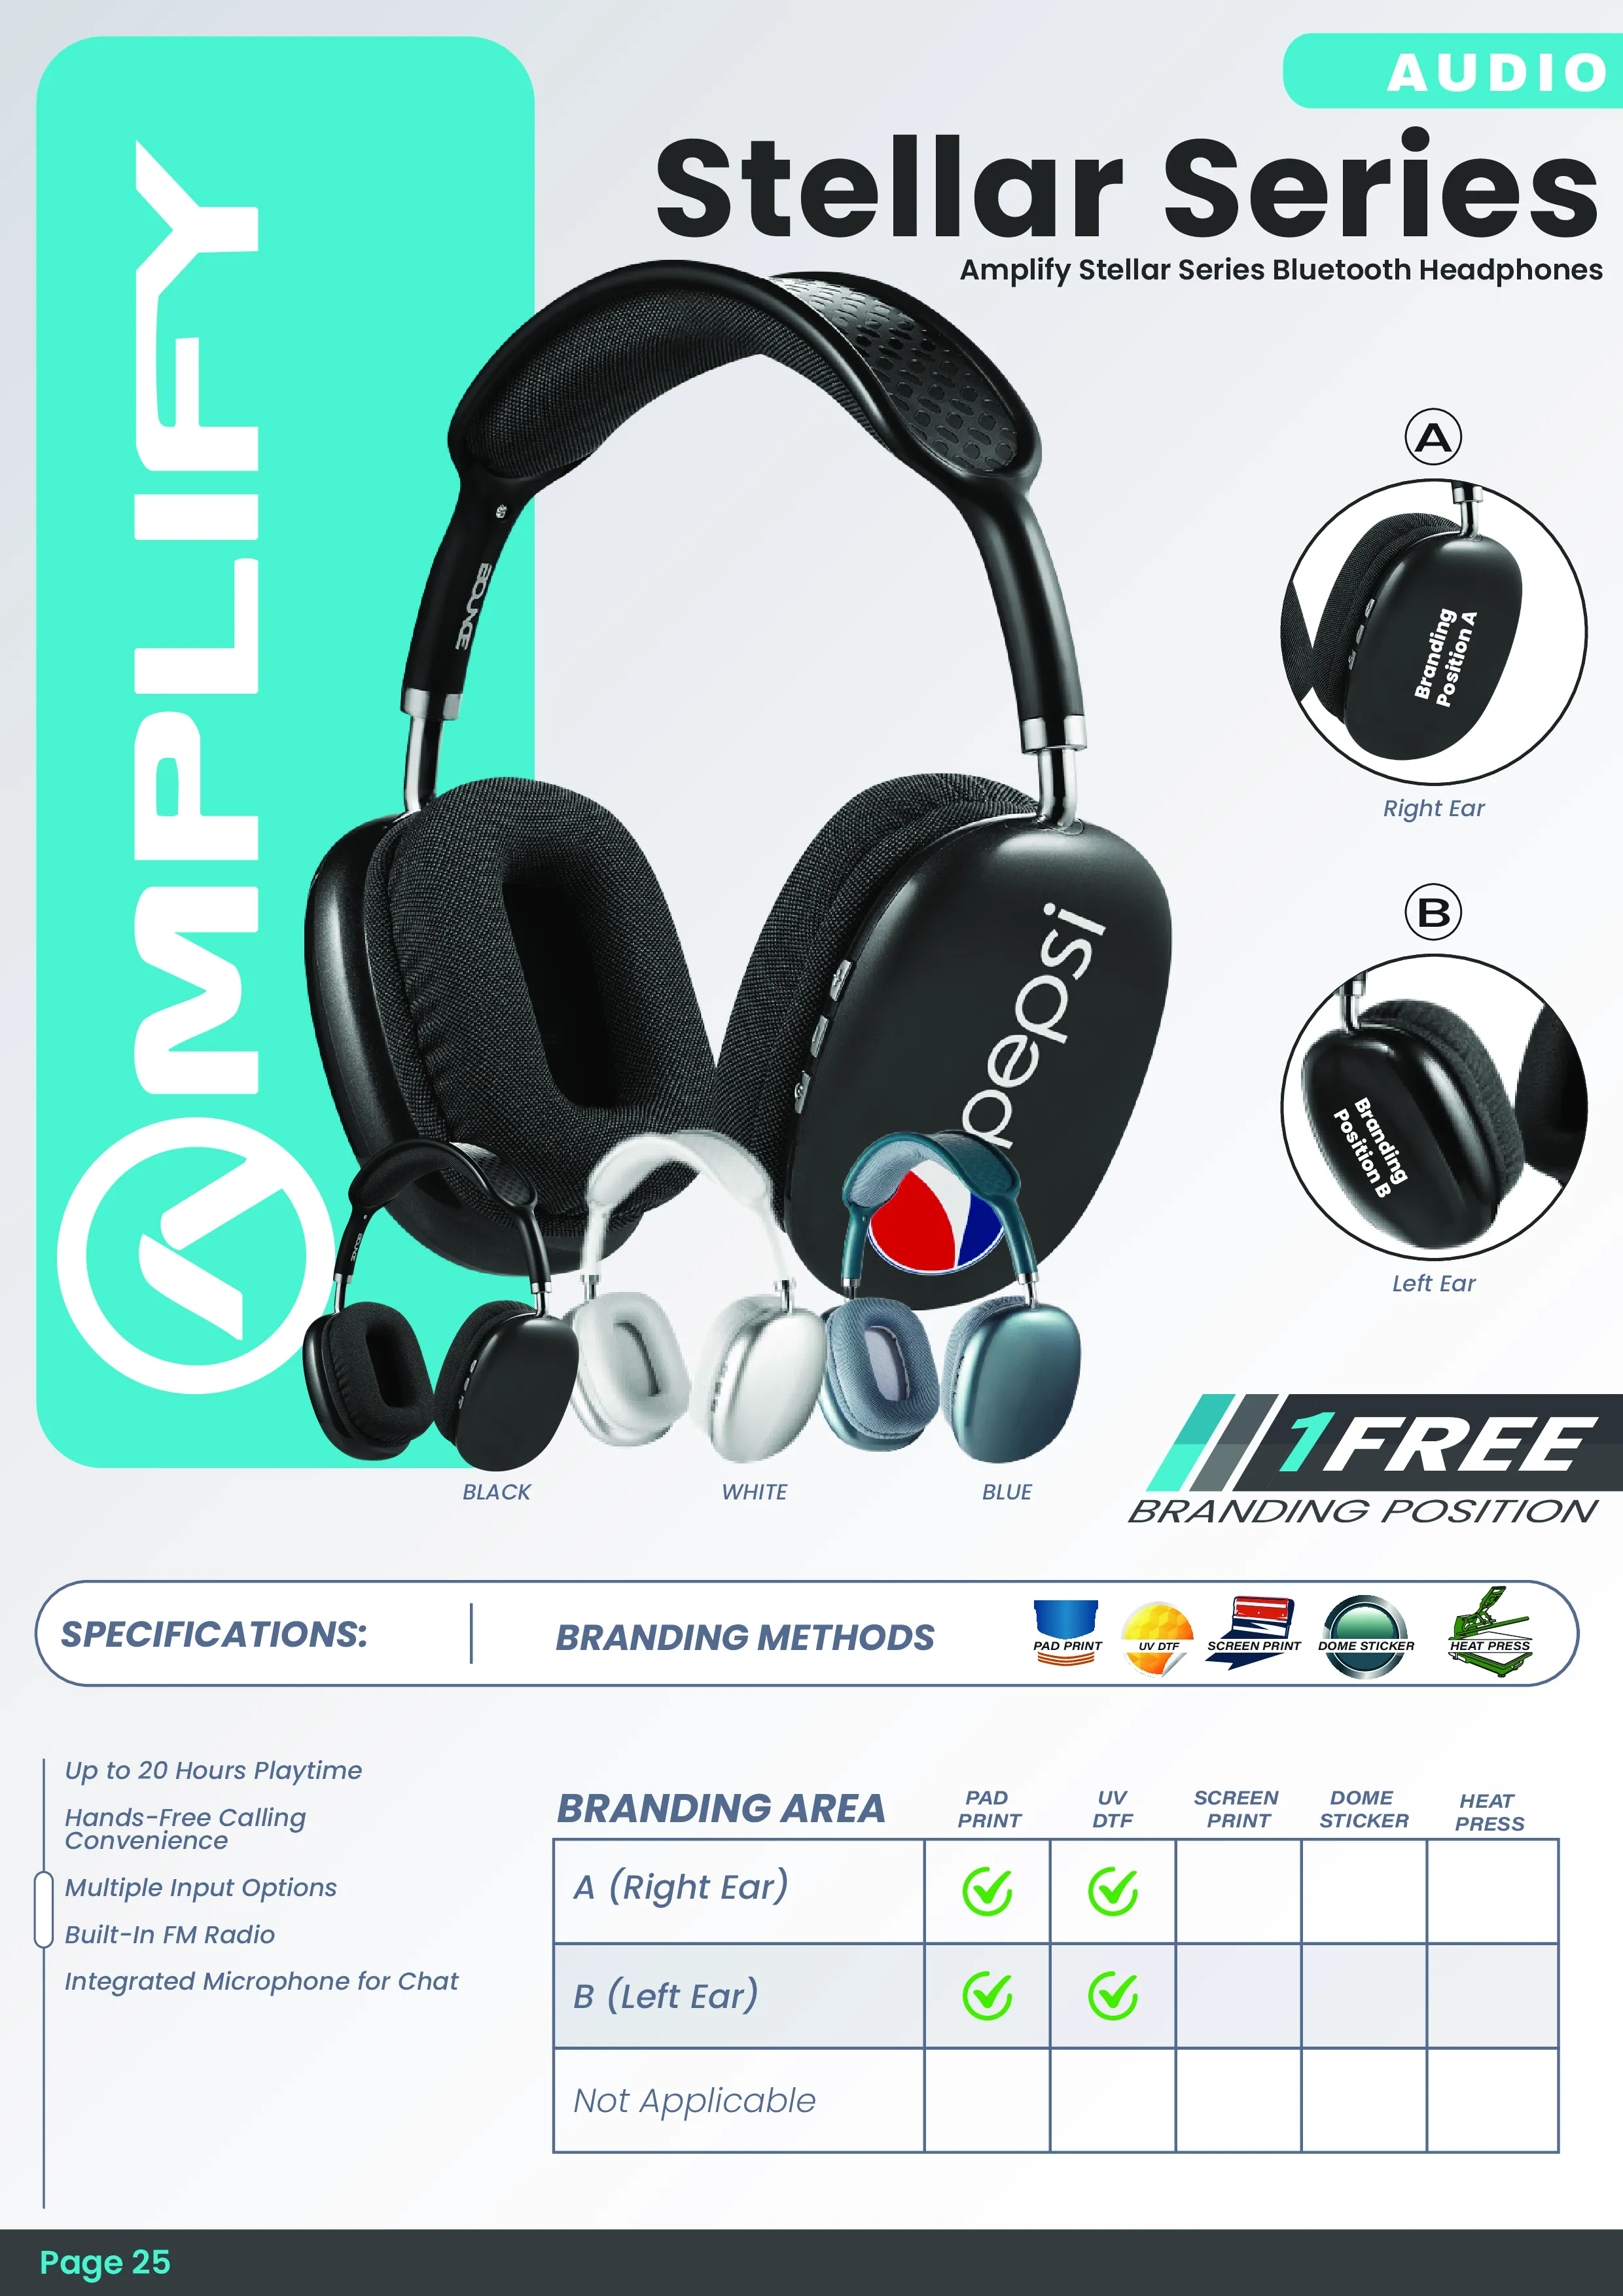 AUDIO
Stellar Series
Amplify Stellar Series Bluetooth Headphones
AMPLIFY
BOUNCE
pepsi
A
Branding
Position A
Right Ear
B
Branding
Position B
Left Ear
BOUNCE
BLACK
WHITE
BLUE
1FREE
BRANDING POSITION
SPECIFICATIONS:
BRANDING METHODS
PAD PRINT
UV DTF
SCREEN PRINT
DOME STICKER
HEAT PRESS
Up to 20 Hours Playtime
Hands-Free Calling
Convenience
Multiple Input Options
Built-In FM Radio
Integrated Microphone for Chat
BRANDING AREA
PAD
PRINT
UV
DTF
SCREEN
PRINT
DOME
STICKER
HEAT
PRESS
A (Right Ear)
B (Left Ear)
Not Applicable
Page 25